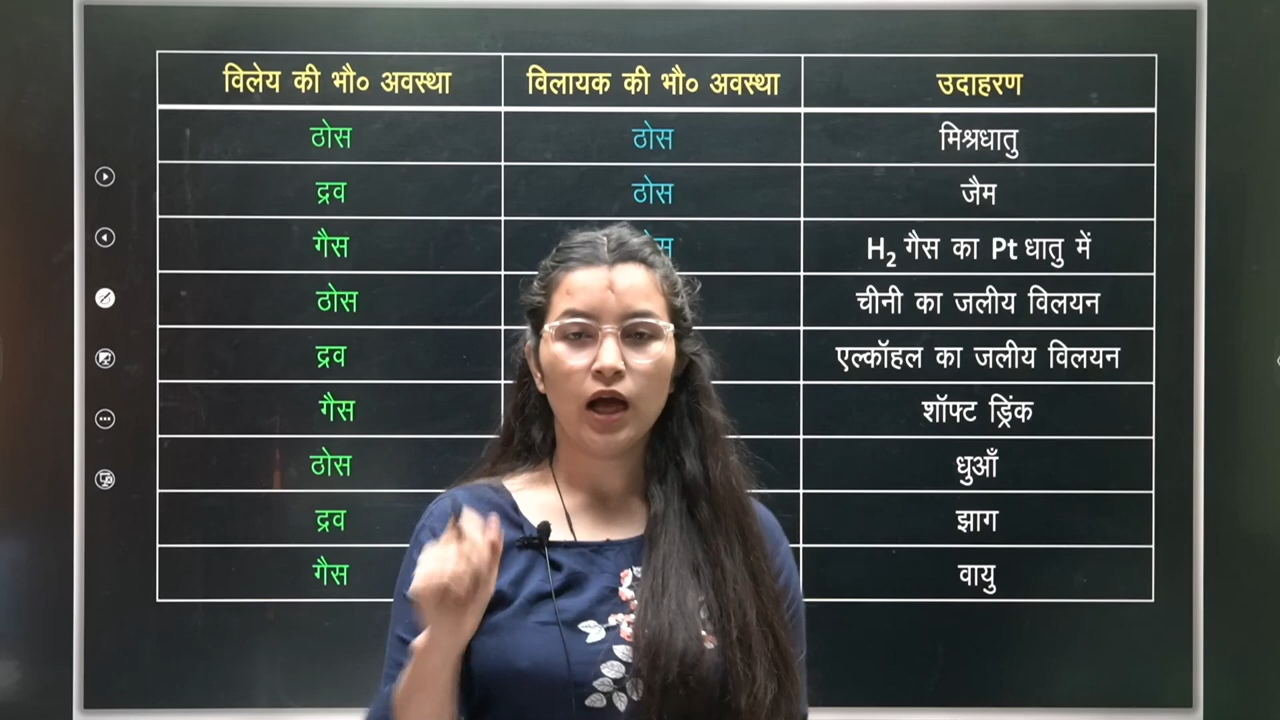 विलेय की भौ० अवस्था विलायक की भौ० अवस्था उदाहरण
ठोस ठोस मिश्रधातु
द्रव ठोस जैम
गैस H₂ गैस का Pt धातु में
ठोस चीनी का जलीय विलयन
द्रव एल्कॉहल का जलीय विलयन
गैस शॉफ्ट ड्रिंक
ठोस धुआँ
द्रव झाग
गैस वायु